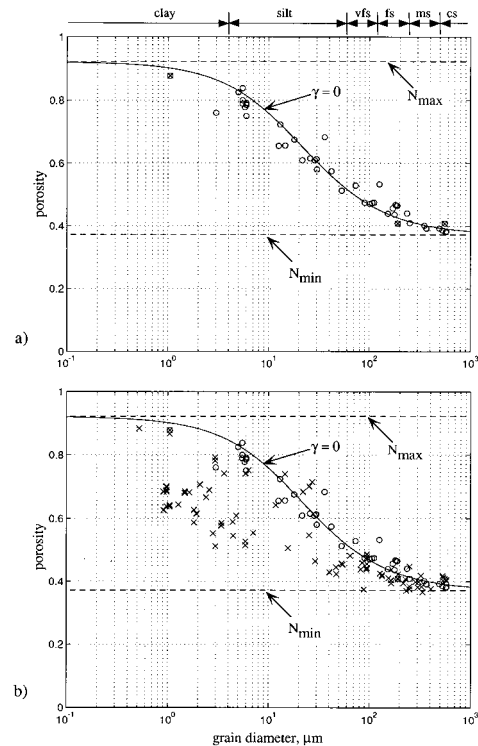 clay silt vfs fs ms cs
1
N_max
0.8
γ = 0
porosity
0.6
0.4
N_min
0.2
a)
0
10^-1 10^0 10^1 10^2 10^3
1
N_max
0.8
γ = 0
porosity
0.6
0.4
N_min
0.2
b)
0
10^-1 10^0 10^1 10^2 10^3
grain diameter, μm